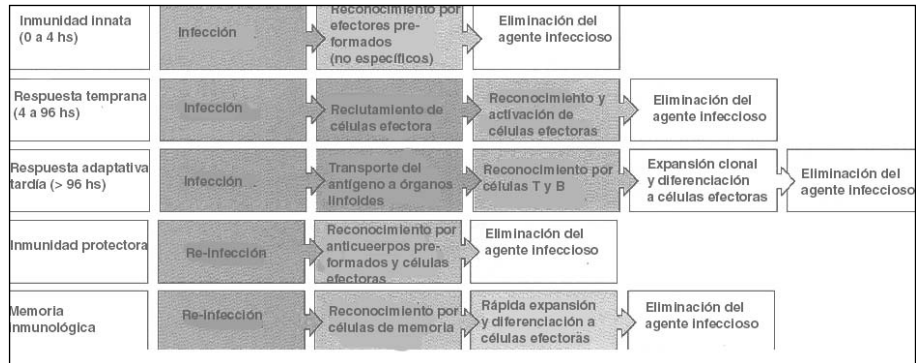 Inmunidad innata
(0 a 4 hs)
Infección
Reconocimiento por
efectores pre-
formados
(no específicos)
Eliminación del
agente infeccioso
Respuesta temprana
(4 a 96 hs)
Infección
Reclutamiento de
células efectora
Reconocimiehto y
activación de
células efectoras
Eliminación del
agente infeccioso
Respuesta adaptativa
tardía (> 96 hs)
Infección
Transporte del
antígeno a órganos
linfoides
Reconocimiento por
células T y B
Expansión clonal
y diferenciación
a células efectoras
Eliminación del
agente infeccioso
Inmunidad protectora
Re-infección
Reconocimiento por
anticueerpos pre-
formados y células
efectoras
Eliminación del
agente infeccioso
Memoria
inmunológica
Re-infección
Reconocimiento por
células de memoria
Rápida expansión
y diferenciación a
células efectoras
Eliminación del
agente infeccioso